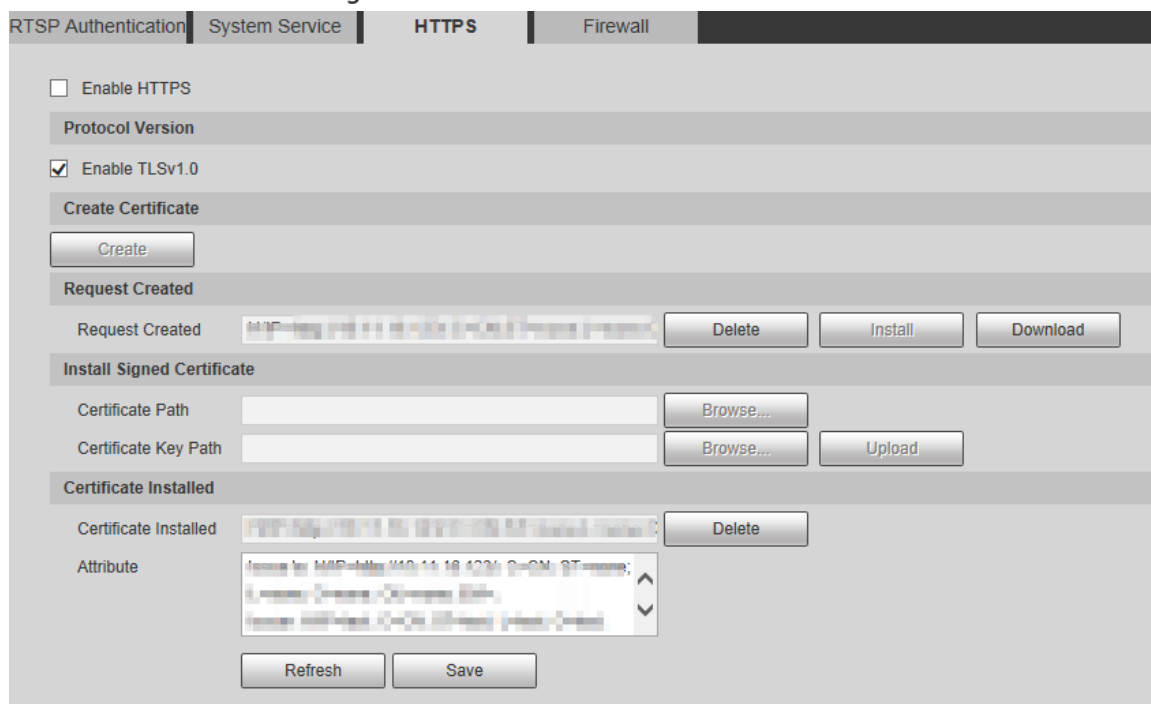 RTSP Authentication System Service HTTPS Firewall
Enable HTTPS
Protocol Version
Enable TLSv1.0
Create Certificate
Create
Request Created
Request Created Delete Install Download
Install Signed Certificate
Certificate Path Browse...
Certificate Key Path Browse... Upload
Certificate Installed
Certificate Installed Delete
Attribute
Refresh Save